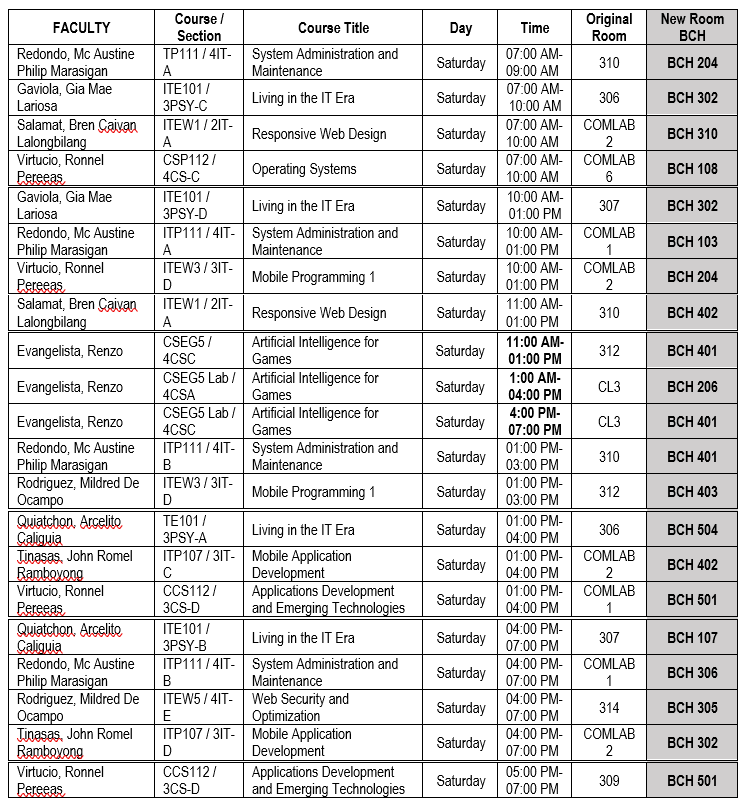 FACULTY Course / Section Course Title Day Time Original Room New Room BCH
Redondo, Mc Austine Philip Marasigan TP111 / 4IT-A System Administration and Maintenance Saturday 07:00 AM-09:00 AM 310 BCH 204
Gaviola, Gia Mae Lariosa ITE101 / 3PSY-C Living in the IT Era Saturday 07:00 AM-10:00 AM 306 BCH 302
Salamat, Bren Caivan Lalongbilang ITEW1 / 2IT-A Responsive Web Design Saturday 07:00 AM-10:00 AM COMLAB 2 BCH 310
Virtucio, Ronnel Pereeas CSP112 / 4CS-C Operating Systems Saturday 07:00 AM-10:00 AM COMLAB 6 BCH 108
Gaviola, Gia Mae Lariosa ITE101 / 3PSY-D Living in the IT Era Saturday 10:00 AM-01:00 PM 307 BCH 302
Redondo, Mc Austine Philip Marasigan ITP111 / 4IT-A System Administration and Maintenance Saturday 10:00 AM-01:00 PM COMLAB 1 BCH 103
Virtucio, Ronnel Pereeas ITEW3 / 3IT-D Mobile Programming 1 Saturday 10:00 AM-01:00 PM COMLAB 2 BCH 204
Salamat, Bren Caivan Lalongbilang ITEW1 / 2IT-A Responsive Web Design Saturday 11:00 AM-01:00 PM 310 BCH 402
Evangelista, Renzo CSEG5 / 4CSC Artificial Intelligence for Games Saturday 11:00 AM-01:00 PM 312 BCH 401
Evangelista, Renzo CSEG5 Lab / 4CSA Artificial Intelligence for Games Saturday 1:00 AM-04:00 PM CL3 BCH 206
Evangelista, Renzo CSEG5 Lab / 4CSC Artificial Intelligence for Games Saturday 4:00 PM-07:00 PM CL3 BCH 401
Redondo, Mc Austine Philip Marasigan ITP111 / 4IT-B System Administration and Maintenance Saturday 01:00 PM-03:00 PM 310 BCH 401
Rodriguez, Mildred De Ocampo ITEW3 / 3IT-D Mobile Programming 1 Saturday 01:00 PM-03:00 PM 312 BCH 403
Quiatchon, Arcelito Caliguia TE101 / 3PSY-A Living in the IT Era Saturday 01:00 PM-04:00 PM 306 BCH 504
Tinasas, John Romel Ramboyong ITP107 / 3IT-C Mobile Application Development Saturday 01:00 PM-04:00 PM COMLAB 2 BCH 402
Virtucio, Ronnel Pereeas CCS112 / 3CS-D Applications Development and Emerging Technologies Saturday 01:00 PM-04:00 PM COMLAB 1 BCH 501
Quiatchon, Arcelito Caliguia ITE101 / 3PSY-B Living in the IT Era Saturday 04:00 PM-07:00 PM 307 BCH 107
Redondo, Mc Austine Philip Marasigan ITP111 / 4IT-B System Administration and Maintenance Saturday 04:00 PM-07:00 PM COMLAB 1 BCH 306
Rodriguez, Mildred De Ocampo ITEW5 / 4IT-E Web Security and Optimization Saturday 04:00 PM-07:00 PM 314 BCH 305
Tinasas, John Romel Ramboyong ITP107 / 3IT-D Mobile Application Development Saturday 04:00 PM-07:00 PM COMLAB 2 BCH 302
Virtucio, Ronnel Pereeas CCS112 / 3CS-D Applications Development and Emerging Technologies Saturday 05:00 PM-07:00 PM 309 BCH 501